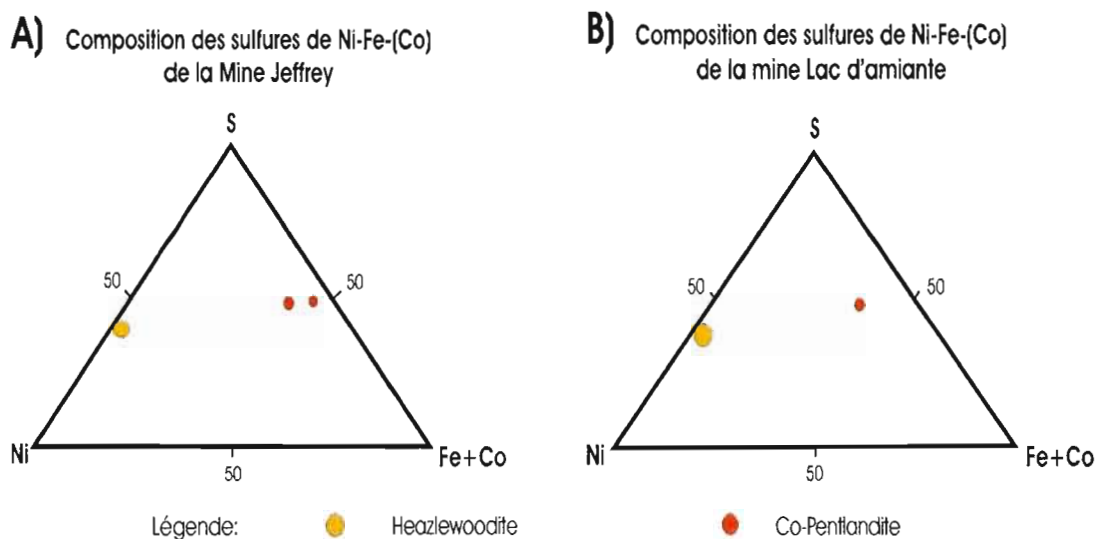 A) Composition des sulfures de Ni-Fe-(Co)
de la Mine Jeffrey
S
50
50
Ni
Fe+Co
50
B) Composition des sulfures de Ni-Fe-(Co)
de la mine Lac d'amiante
S
50
50
Ni
Fe+Co
50
Légende:
Heazlewoodite
Co-Pentlandite